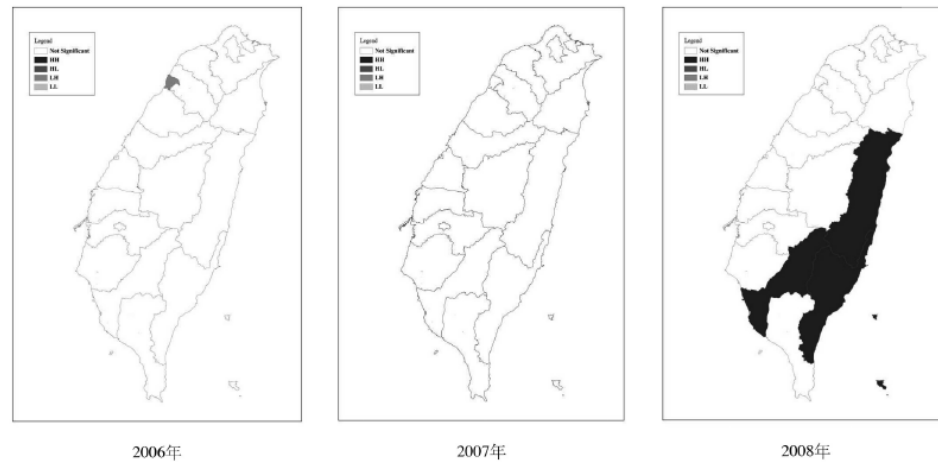 Legend
Not Significant
HH
HL
LH
LL
Legend
Not Significant
HH
HL
LH
LL
Legend
Not Significant
HH
HL
LH
LL
2006年
2007年
2008年